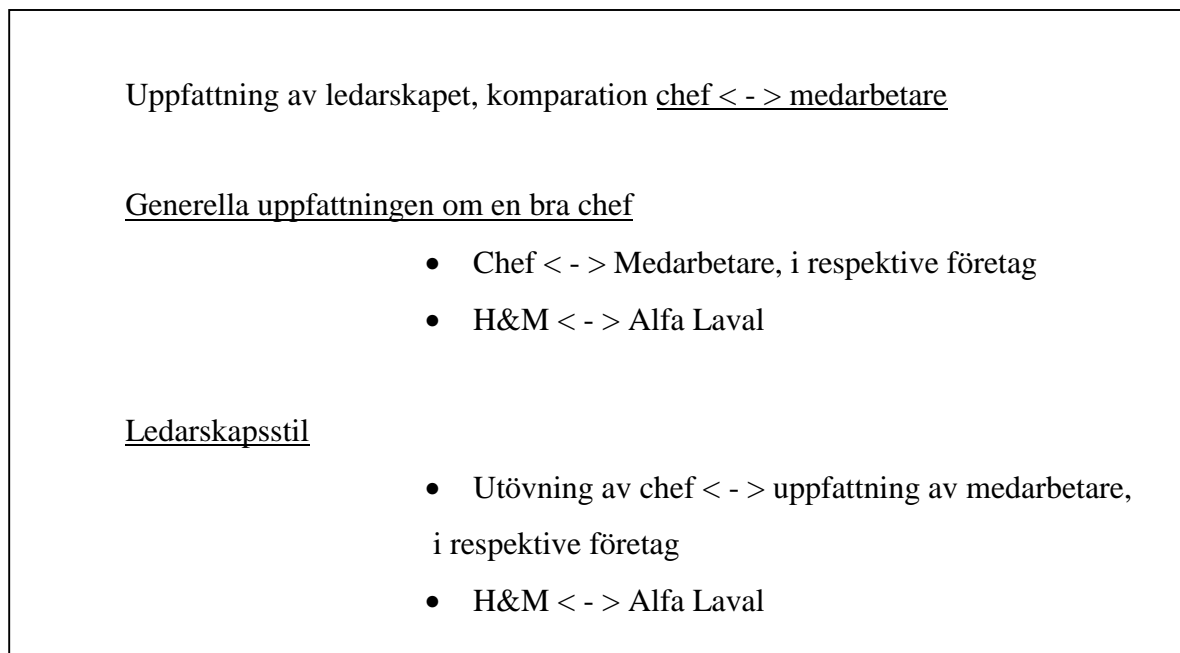 Uppfattning av ledarskapet, komparation chef < - > medarbetare
Generella uppfattningen om en bra chef
• Chef < - > Medarbetare, i respektive företag
• H&M < - > Alfa Laval
Ledarskapsstil
• Utövning av chef < - > uppfattning av medarbetare,
i respektive företag
• H&M < - > Alfa Laval